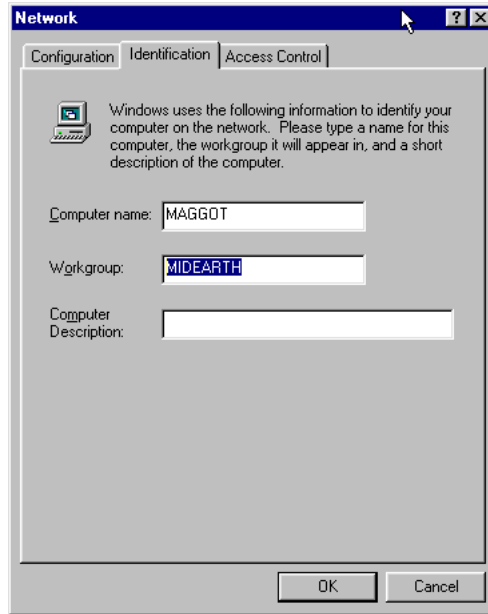 Network
Configuration Identification Access Control
Windows uses the following information to identify your
computer on the network. Please type a name for this
computer, the workgroup it will appear in, and a short
description of the computer.
Computer name: MAGGOT
Workgroup: MIDEARTH
Computer
Description:
OK Cancel